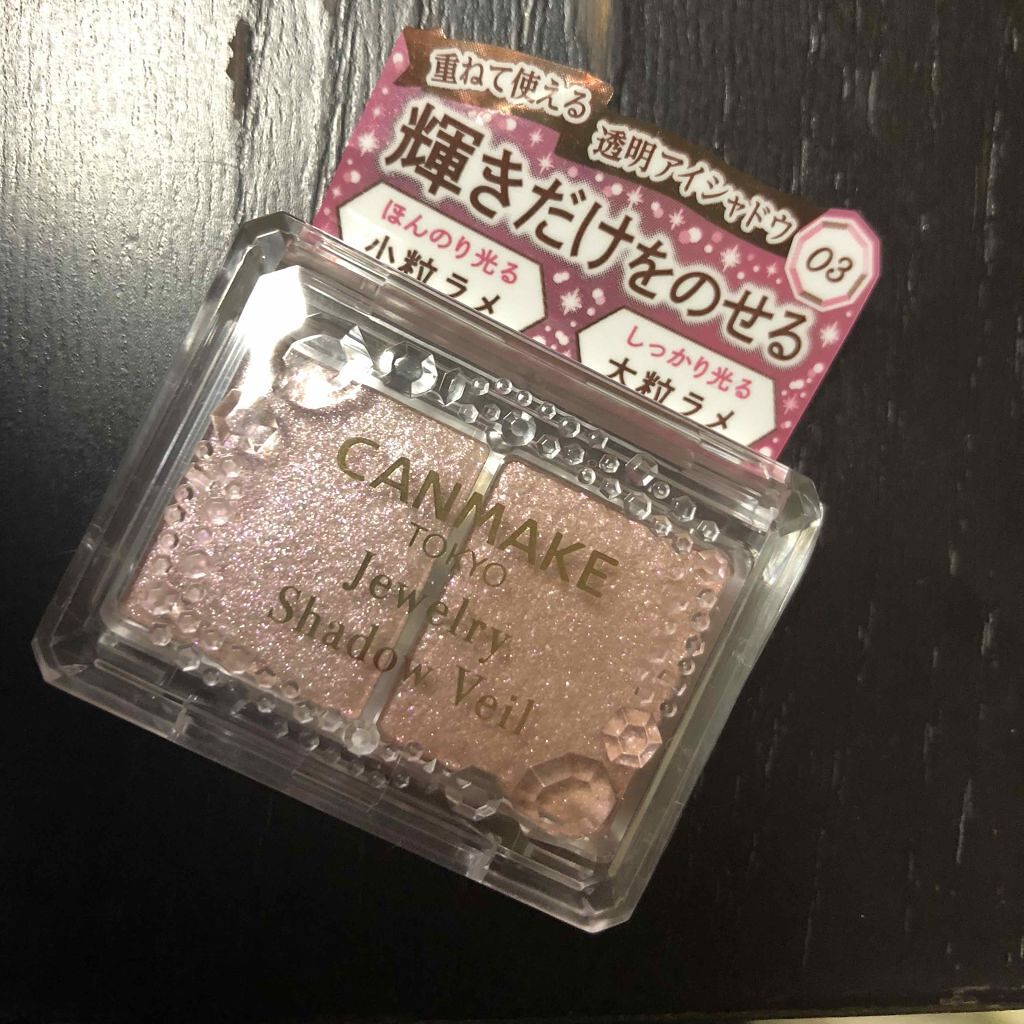 重ねて使える
透明アイシャドウ
輝きだけをのせる
03
ほんのり光る
小粒ラメ
しっかり光る
大粒ラメ
CANMAKE
TOKYO
Jewelry
Shadow Veil